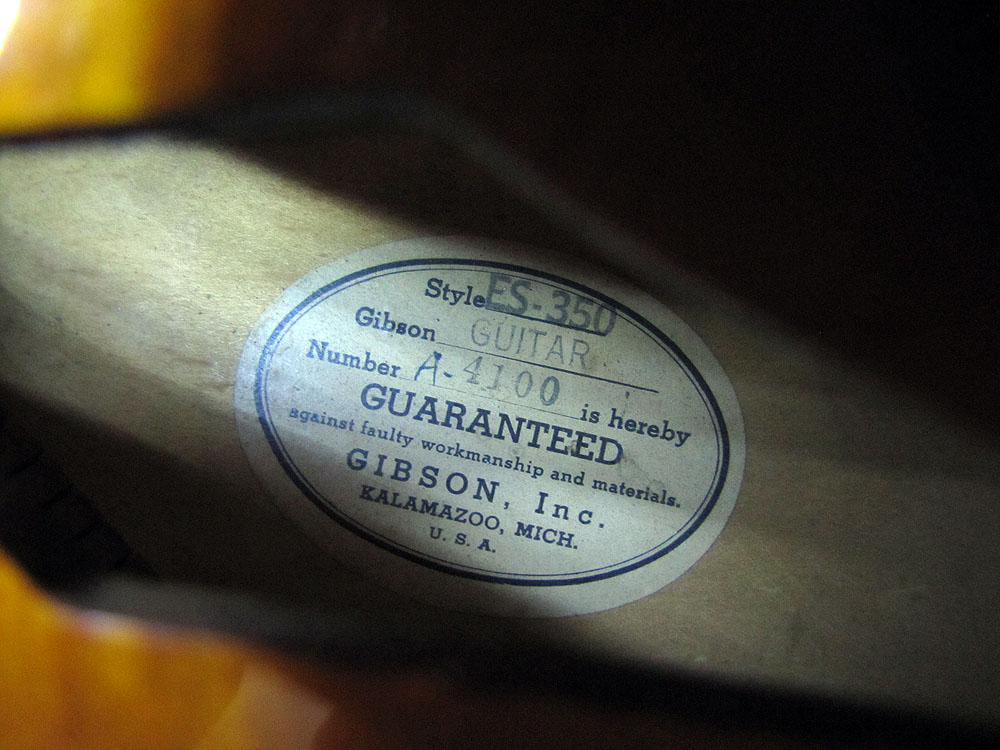 Style ES-350
Gibson GUITAR
Number A-4100 is hereby
GUARANTEED
against faulty workmanship and materials.
GIBSON, Inc.
KALAMAZOO, MICH.
U. S. A.